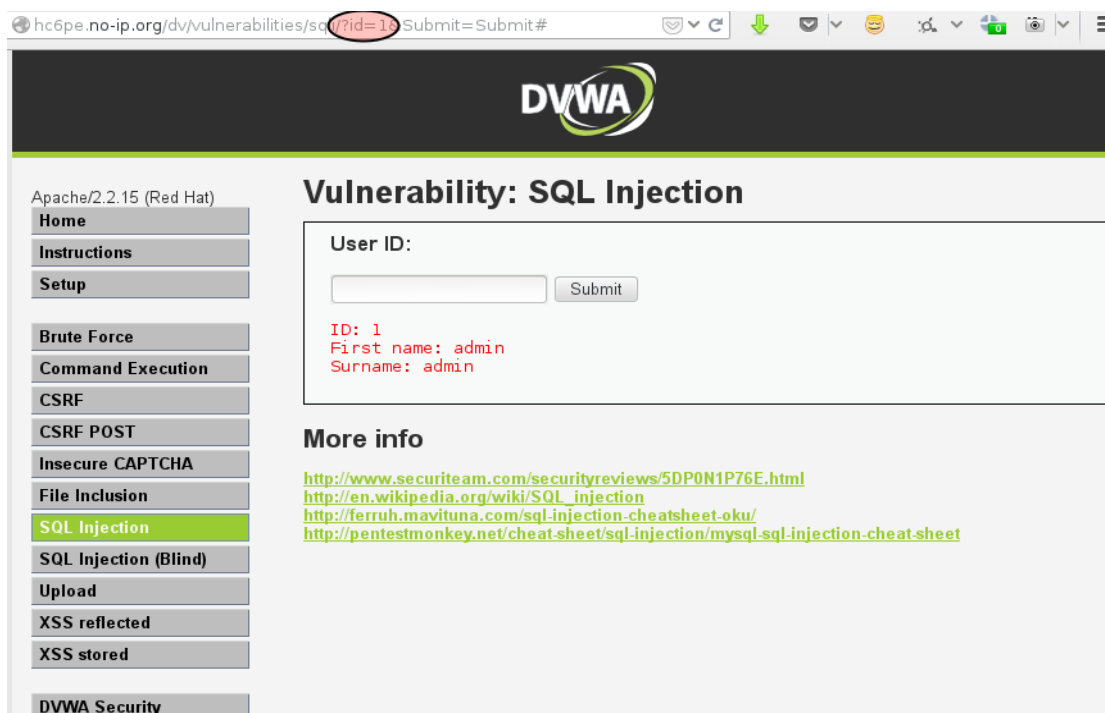 hc6pe.no-ip.org/dv/vulnerabilities/sqli/?id=1&Submit=Submit#
0
DVWA
Apache/2.2.15 (Red Hat)
Home
Instructions
Setup
Brute Force
Command Execution
CSRF
CSRF POST
Insecure CAPTCHA
File Inclusion
SQL Injection
SQL Injection (Blind)
Upload
XSS reflected
XSS stored
DVWA Security
Vulnerability: SQL Injection
User ID:
Submit
ID: 1
First name: admin
Surname: admin
More info
http://www.securiteam.com/securityreviews/5DP0N1P76E.html
http://en.wikipedia.org/wiki/SQL_injection
http://ferruh.mavituna.com/sql-injection-cheatsheet-oku/
http://pentestmonkey.net/cheat-sheet/sql-injection/mysql-sql-injection-cheat-sheet